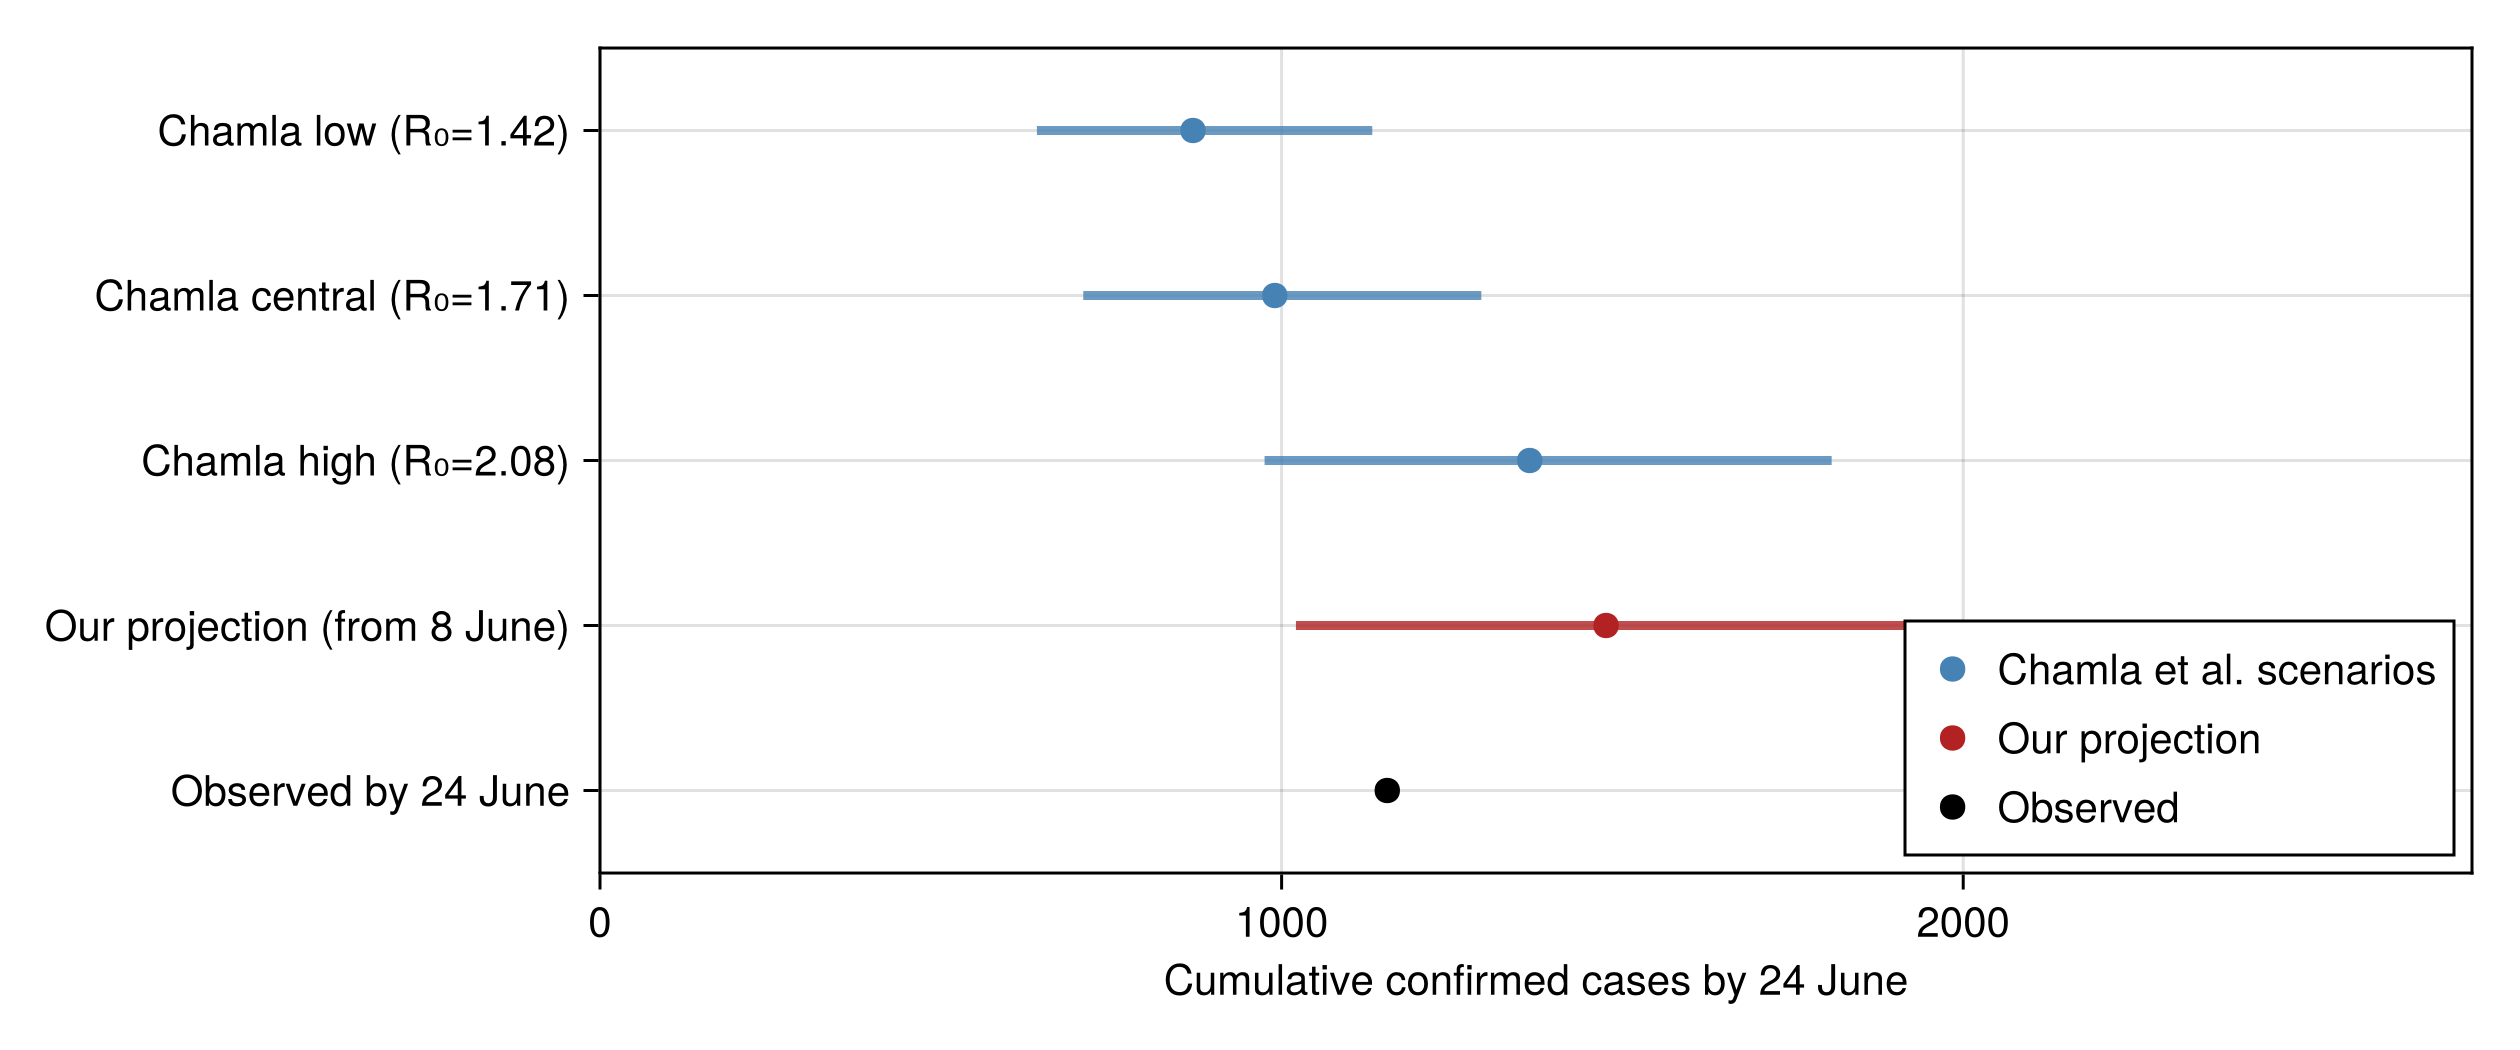 Chamla low (R₀=1.42)
Chamla central (R₀=1.71)
Chamla high (R₀=2.08)
Our projection (from 8 June)
Observed by 24 June
Chamla et al. scenarios
Our projection
Observed
0 1000 2000
Cumulative confirmed cases by 24 June